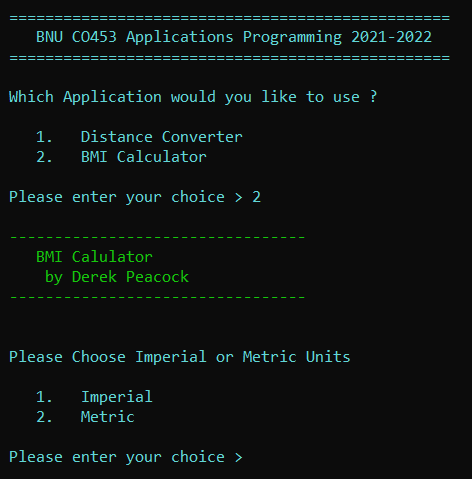 =================================================
BNU CO453 Applications Programming 2021-2022
=================================================
Which Application would you like to use ?
1. Distance Converter
2. BMI Calculator
Please enter your choice > 2
---------------------------------
BMI Calulator
by Derek Peacock
---------------------------------
Please Choose Imperial or Metric Units
1. Imperial
2. Metric
Please enter your choice >